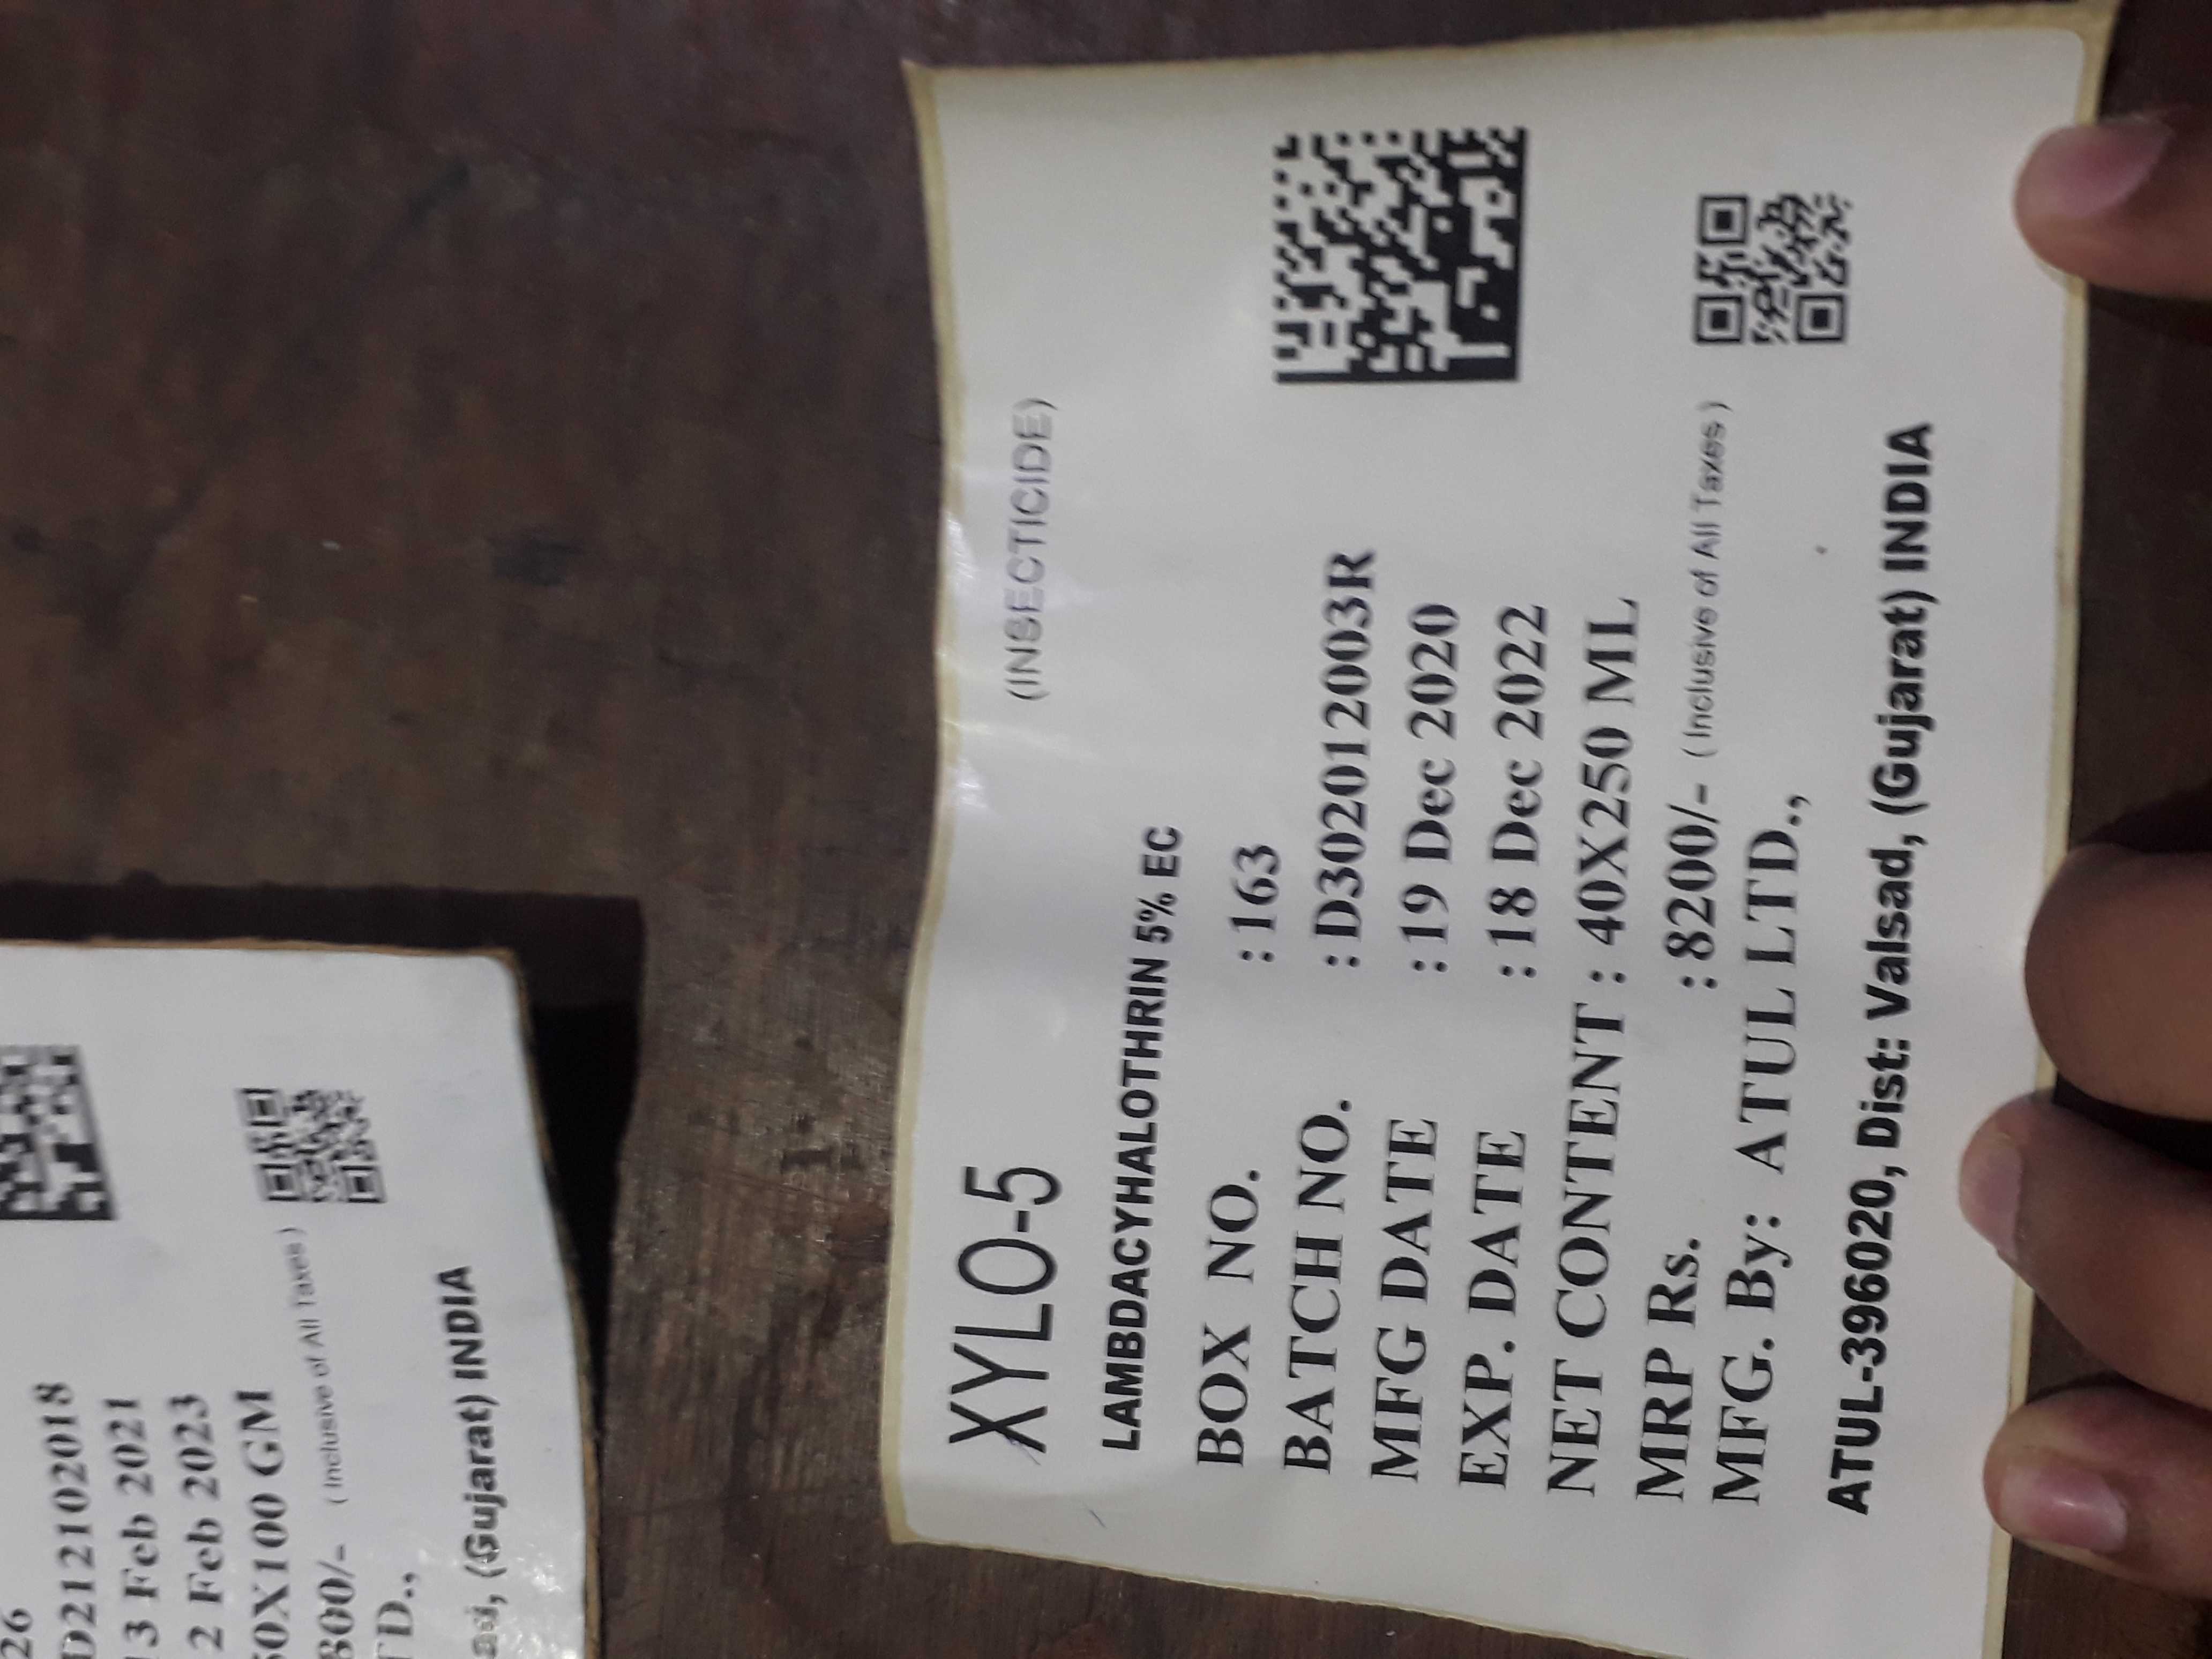 XYLO-5 (INSECTICIDE)
LAMBDACYHALOTHRIN 5% EC
BOX NO. : 163
BATCH NO. : D302012003R
MFG DATE : 19 Dec 2020
EXP. DATE : 18 Dec 2022
NET CONTENT : 40X250 ML
MRP Rs. : 8200/- ( Inclusive of All Taxes )
MFG. By: ATUL LTD.,
ATUL-396020, Dist: Valsad, (Gujarat) INDIA
26
D212102018
3 Feb 2021
2 Feb 2023
0X100 GM
800/- ( Inclusive of All Taxes )
TD.,
(Gujarat) INDIA